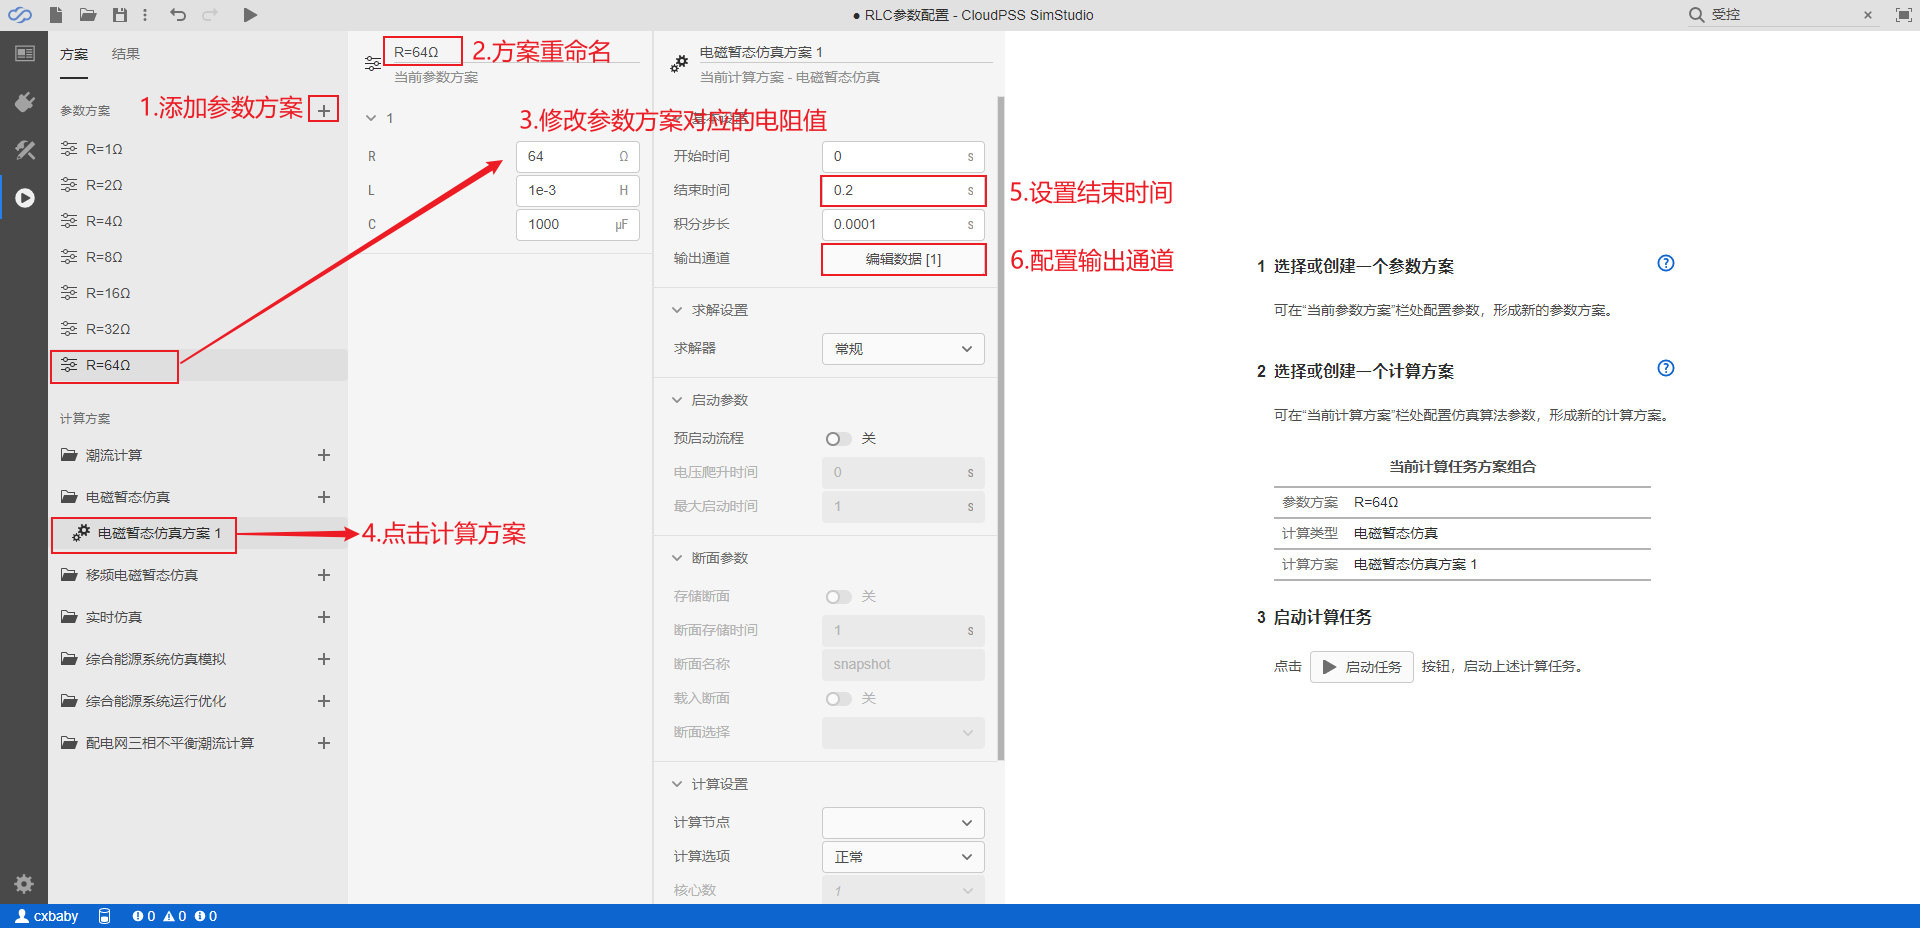 ● RLC参数配置 - CloudPSS SimStudio
受控
方案
结果
参数方案
1.添加参数方案
R=1Ω
R=2Ω
R=4Ω
R=8Ω
R=16Ω
R=32Ω
R=64Ω
计算方案
潮流计算
电磁暂态仿真
电磁暂态仿真方案 1
4.点击计算方案
移频电磁暂态仿真
实时仿真
综合能源系统仿真模拟
综合能源系统运行优化
配电网三相不平衡潮流计算
R=64Ω
2.方案重命名
当前参数方案
1
3.修改参数方案对应的电阻值
R 64 Ω
L 1e-3 H
C 1000 μF
电磁暂态仿真方案 1
当前计算方案 - 电磁暂态仿真
基本设置
开始时间 0 s
结束时间 0.2 s
5.设置结束时间
积分步长 0.0001 s
输出通道 编辑数据 [1]
6.配置输出通道
求解设置
求解器 常规
启动参数
预启动流程 关
电压爬升时间 0 s
最大启动时间 1 s
断面参数
存储断面 关
断面存储时间 1 s
断面名称 snapshot
载入断面 关
断面选择
计算设置
计算节点
计算选项 正常
核心数 1
1 选择或创建一个参数方案
可在“当前参数方案”栏处配置参数，形成新的参数方案。
2 选择或创建一个计算方案
可在“当前计算方案”栏处配置仿真算法参数，形成新的计算方案。
当前计算任务方案组合
参数方案 R=64Ω
计算类型 电磁暂态仿真
计算方案 电磁暂态仿真方案 1
3 启动计算任务
点击 启动任务 按钮，启动上述计算任务。
cxbaby 0 0 0